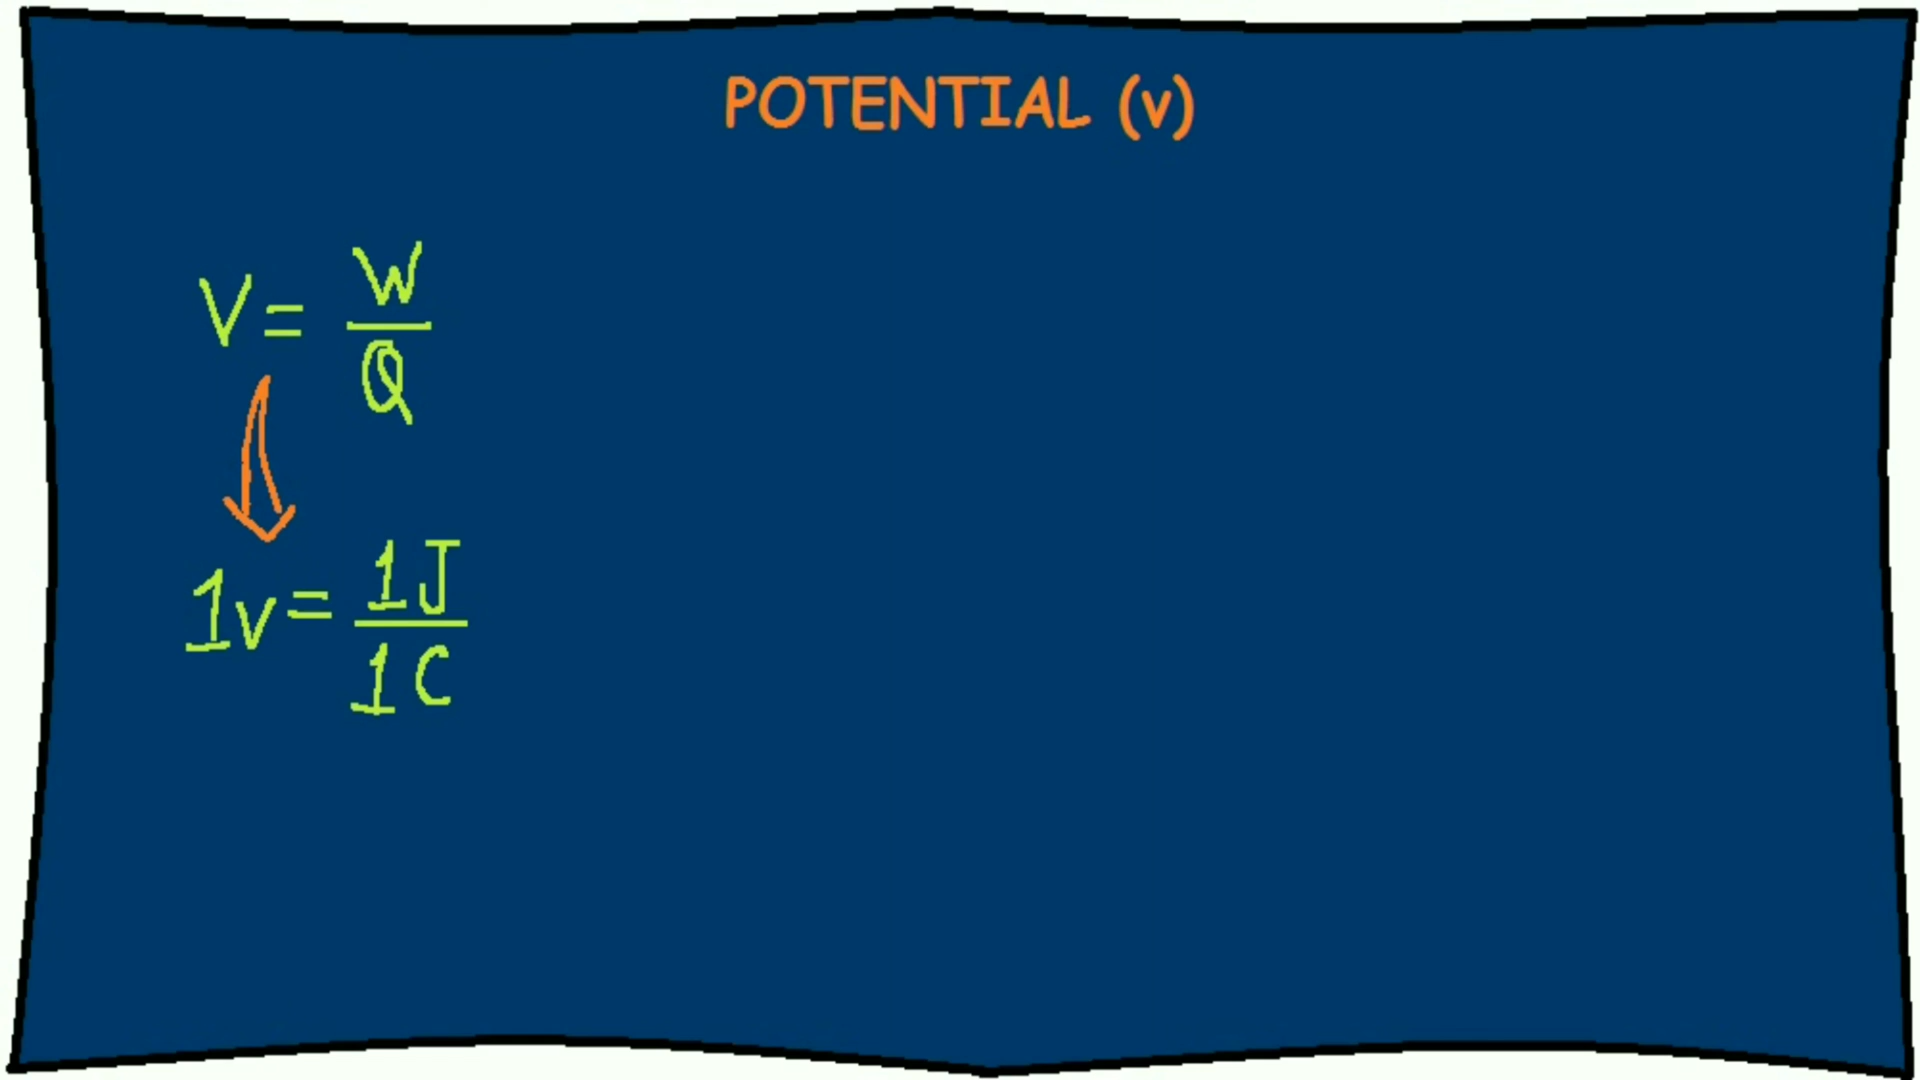 POTENTIAL (v)
V = W/Q
1v = 1J/1C